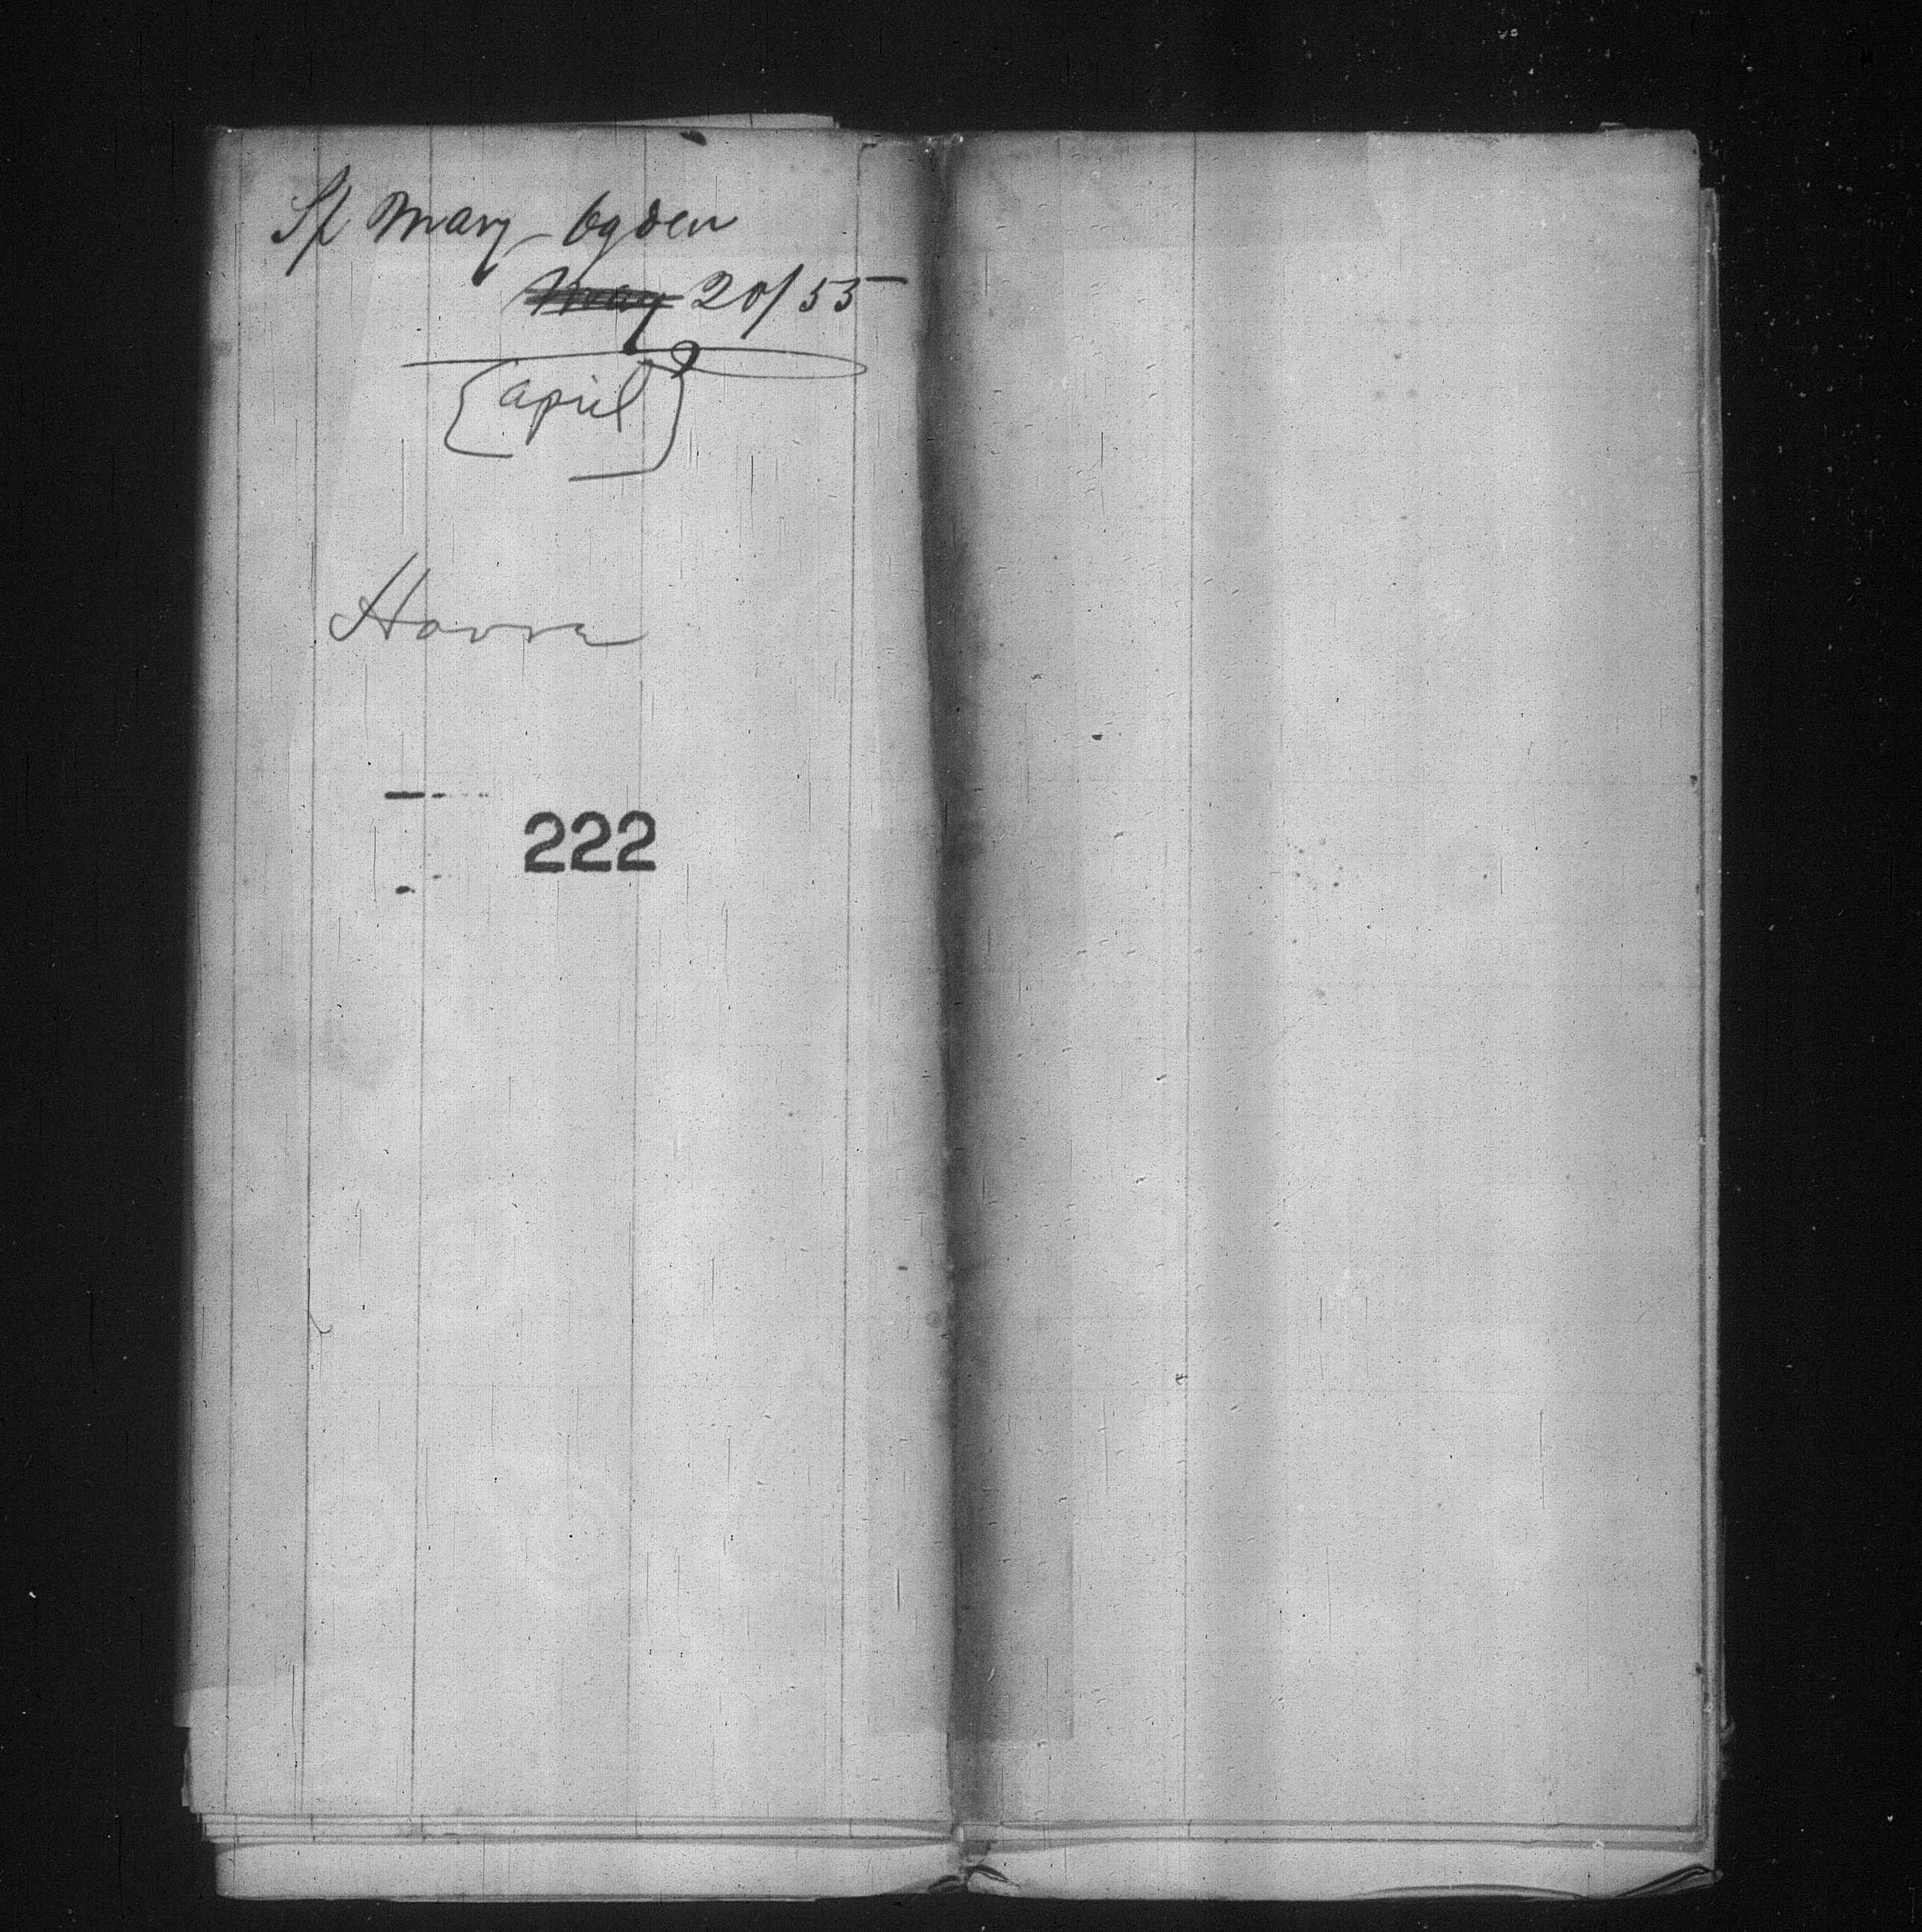 Sp Mary Ogden
May 20/55
[april]
Havre
222